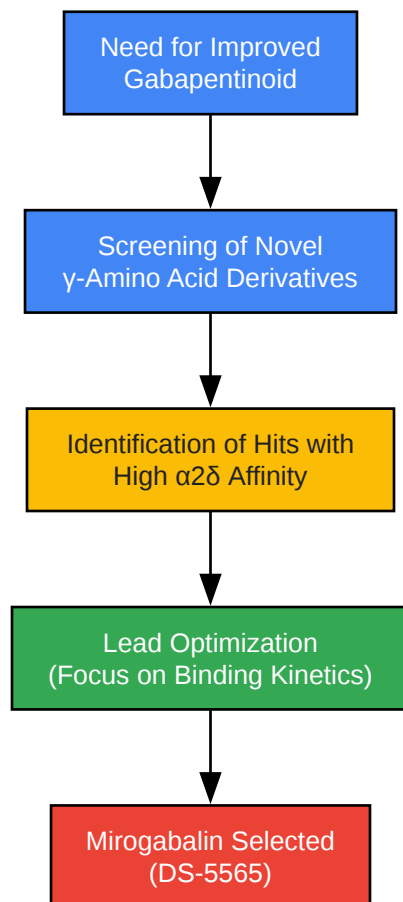 Need for Improved
Gabapentinoid
Screening of Novel
γ-Amino Acid Derivatives
Identification of Hits with
High α2δ Affinity
Lead Optimization
(Focus on Binding Kinetics)
Mirogabalin Selected
(DS-5565)